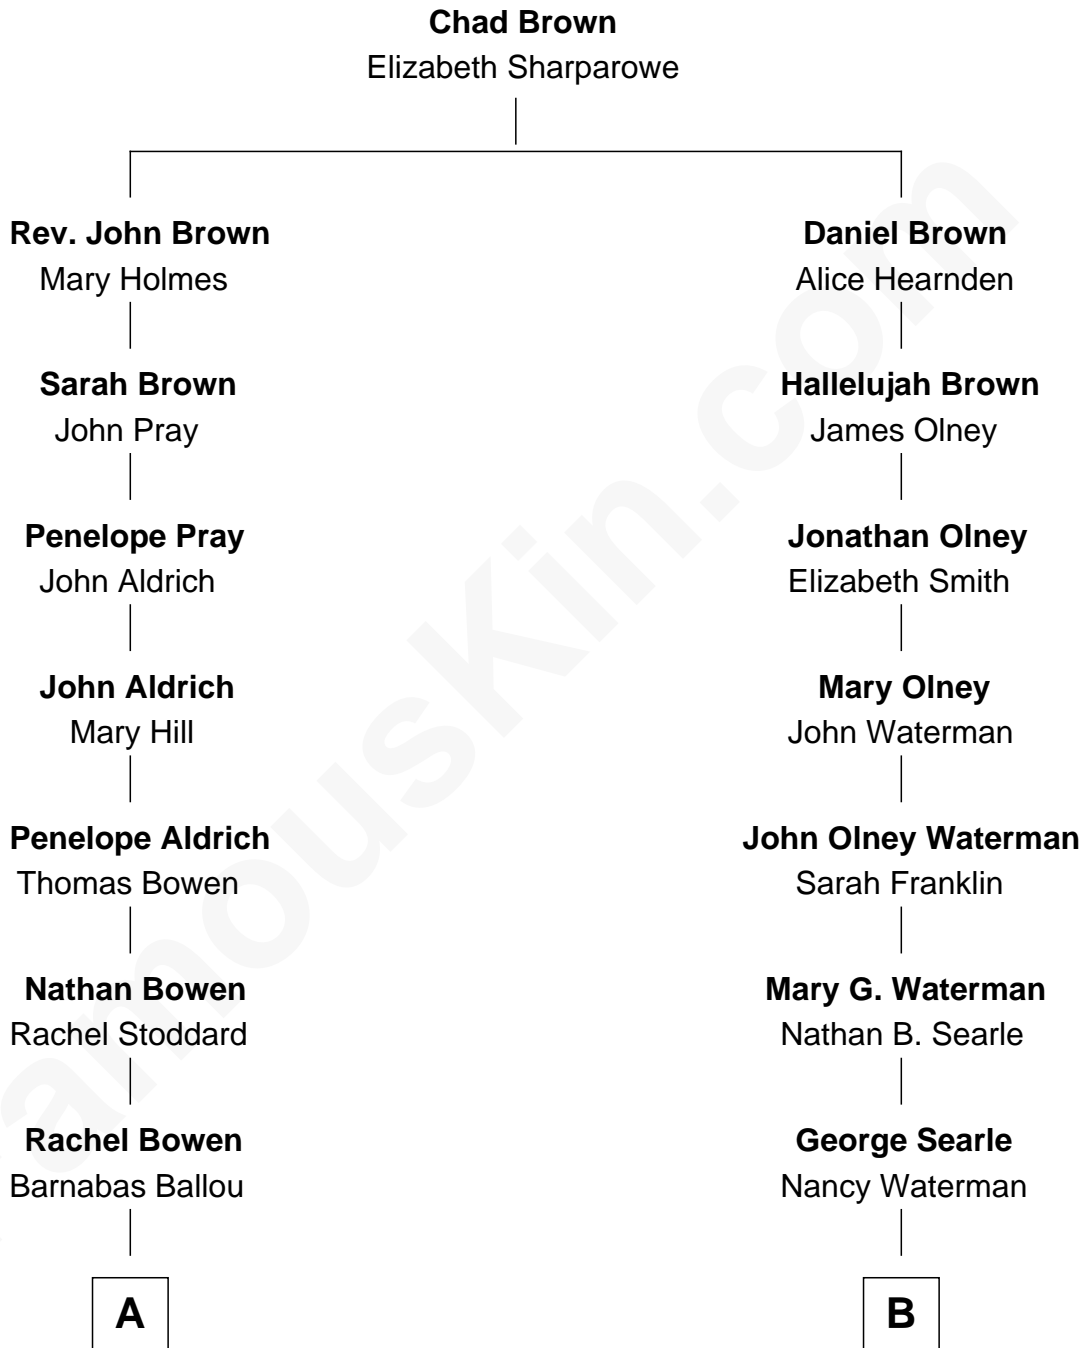 Chad Brown
Elizabeth Sharparowe
Rev. John Brown
Mary Holmes
Daniel Brown
Alice Hearnden
Sarah Brown
John Pray
Hallelujah Brown
James Olney
Penelope Pray
John Aldrich
Jonathan Olney
Elizabeth Smith
John Aldrich
Mary Hill
Mary Olney
John Waterman
Penelope Aldrich
Thomas Bowen
John Olney Waterman
Sarah Franklin
Nathan Bowen
Rachel Stoddard
Mary G. Waterman
Nathan B. Searle
Rachel Bowen
Barnabas Ballou
George Searle
Nancy Waterman
A
B
amouskin.com